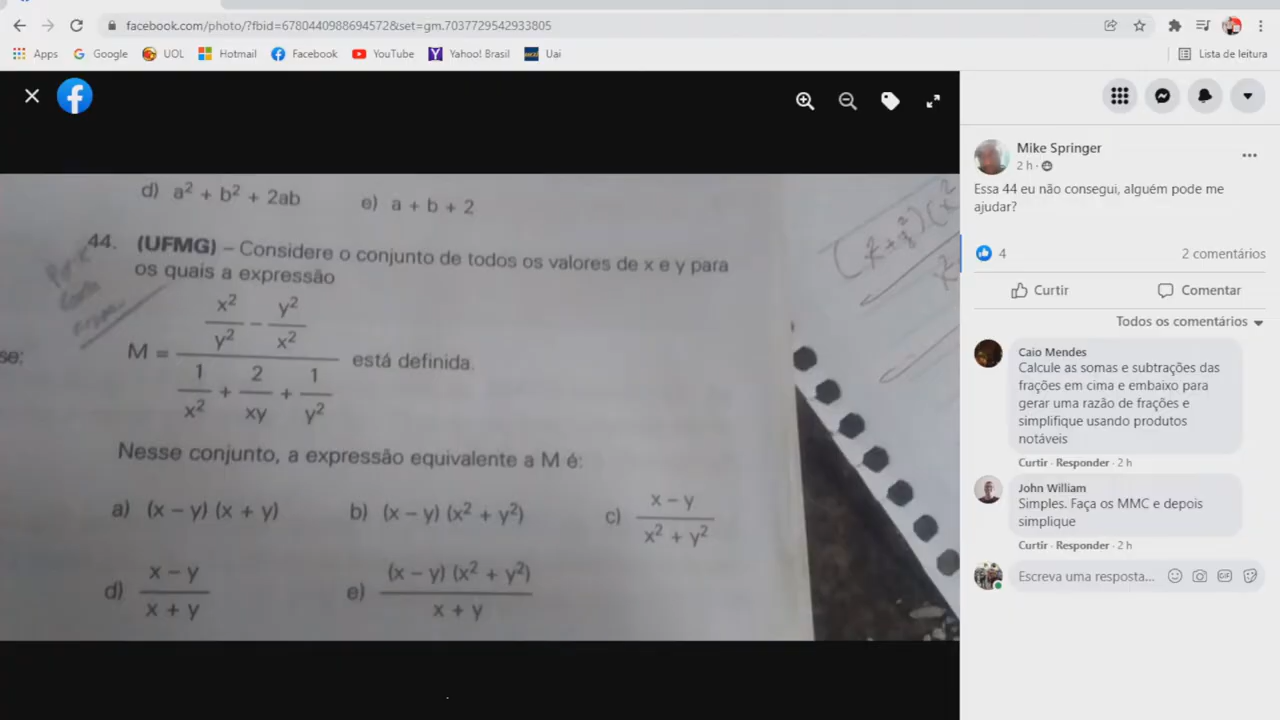 facebook.com/photo/?fbid=6780440988694572&set=gm.7037729542933805
Apps Google UOL Hotmail Facebook YouTube Yahoo! Brasil Uai Lista de leitura
d) a² + b² + 2ab e) a + b + 2
44. (UFMG) – Considere o conjunto de todos os valores de x e y para
os quais a expressão
M = (x²/y² – y²/x²) / (1/x² + 2/xy + 1/y²) está definida.
se:
Nesse conjunto, a expressão equivalente a M é:
a) (x – y) (x + y) b) (x – y) (x² + y²) c) (x – y) / (x² + y²)
d) (x – y) / (x + y) e) (x – y) (x² + y²) / (x + y)
Mike Springer
2 h
Essa 44 eu não consegui, alguém pode me
ajudar?
4 2 comentários
Curtir Comentar
Todos os comentários
Caio Mendes
Calcule as somas e subtrações das
frações em cima e embaixo para
gerar uma razão de frações e
simplifique usando produtos
notáveis
Curtir · Responder · 2 h
John William
Simples. Faça os MMC e depois
simplique
Curtir · Responder · 2 h
Escreva uma resposta...
GIF